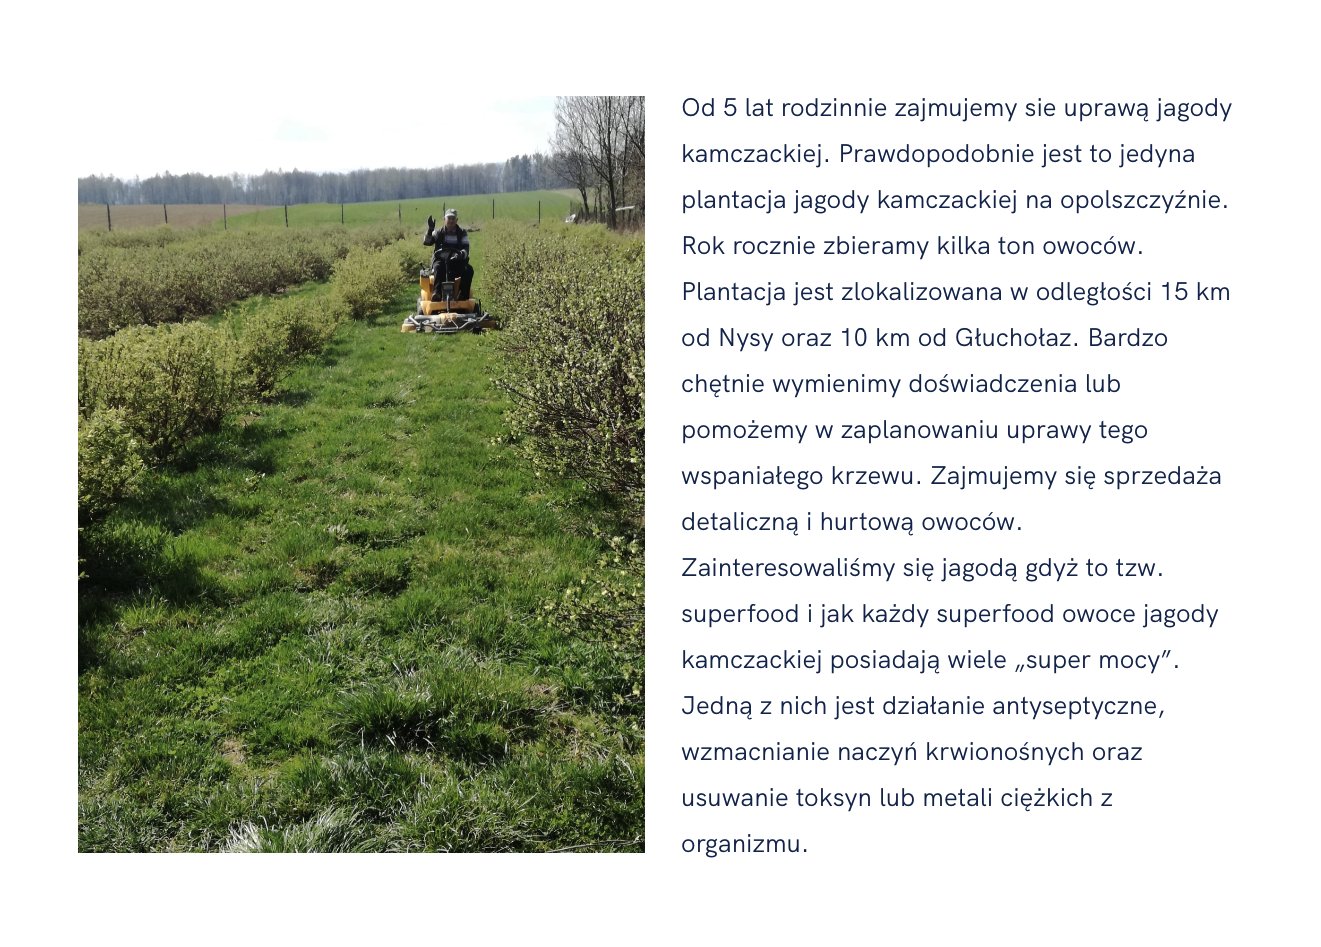 Od 5 lat rodzinnie zajmujemy sie uprawą jagody
kamczackiej. Prawdopodobnie jest to jedyna
plantacja jagody kamczackiej na opolszczyźnie.
Rok rocznie zbieramy kilka ton owoców.
Plantacja jest zlokalizowana w odległości 15 km
od Nysy oraz 10 km od Głuchołaz. Bardzo
chętnie wymienimy doświadczenia lub
pomożemy w zaplanowaniu uprawy tego
wspaniałego krzewu. Zajmujemy się sprzedaża
detaliczną i hurtową owoców.
Zainteresowaliśmy się jagodą gdyż to tzw.
superfood i jak każdy superfood owoce jagody
kamczackiej posiadają wiele „super mocy”.
Jedną z nich jest działanie antyseptyczne,
wzmacnianie naczyń krwionośnych oraz
usuwanie toksyn lub metali ciężkich z
organizmu.